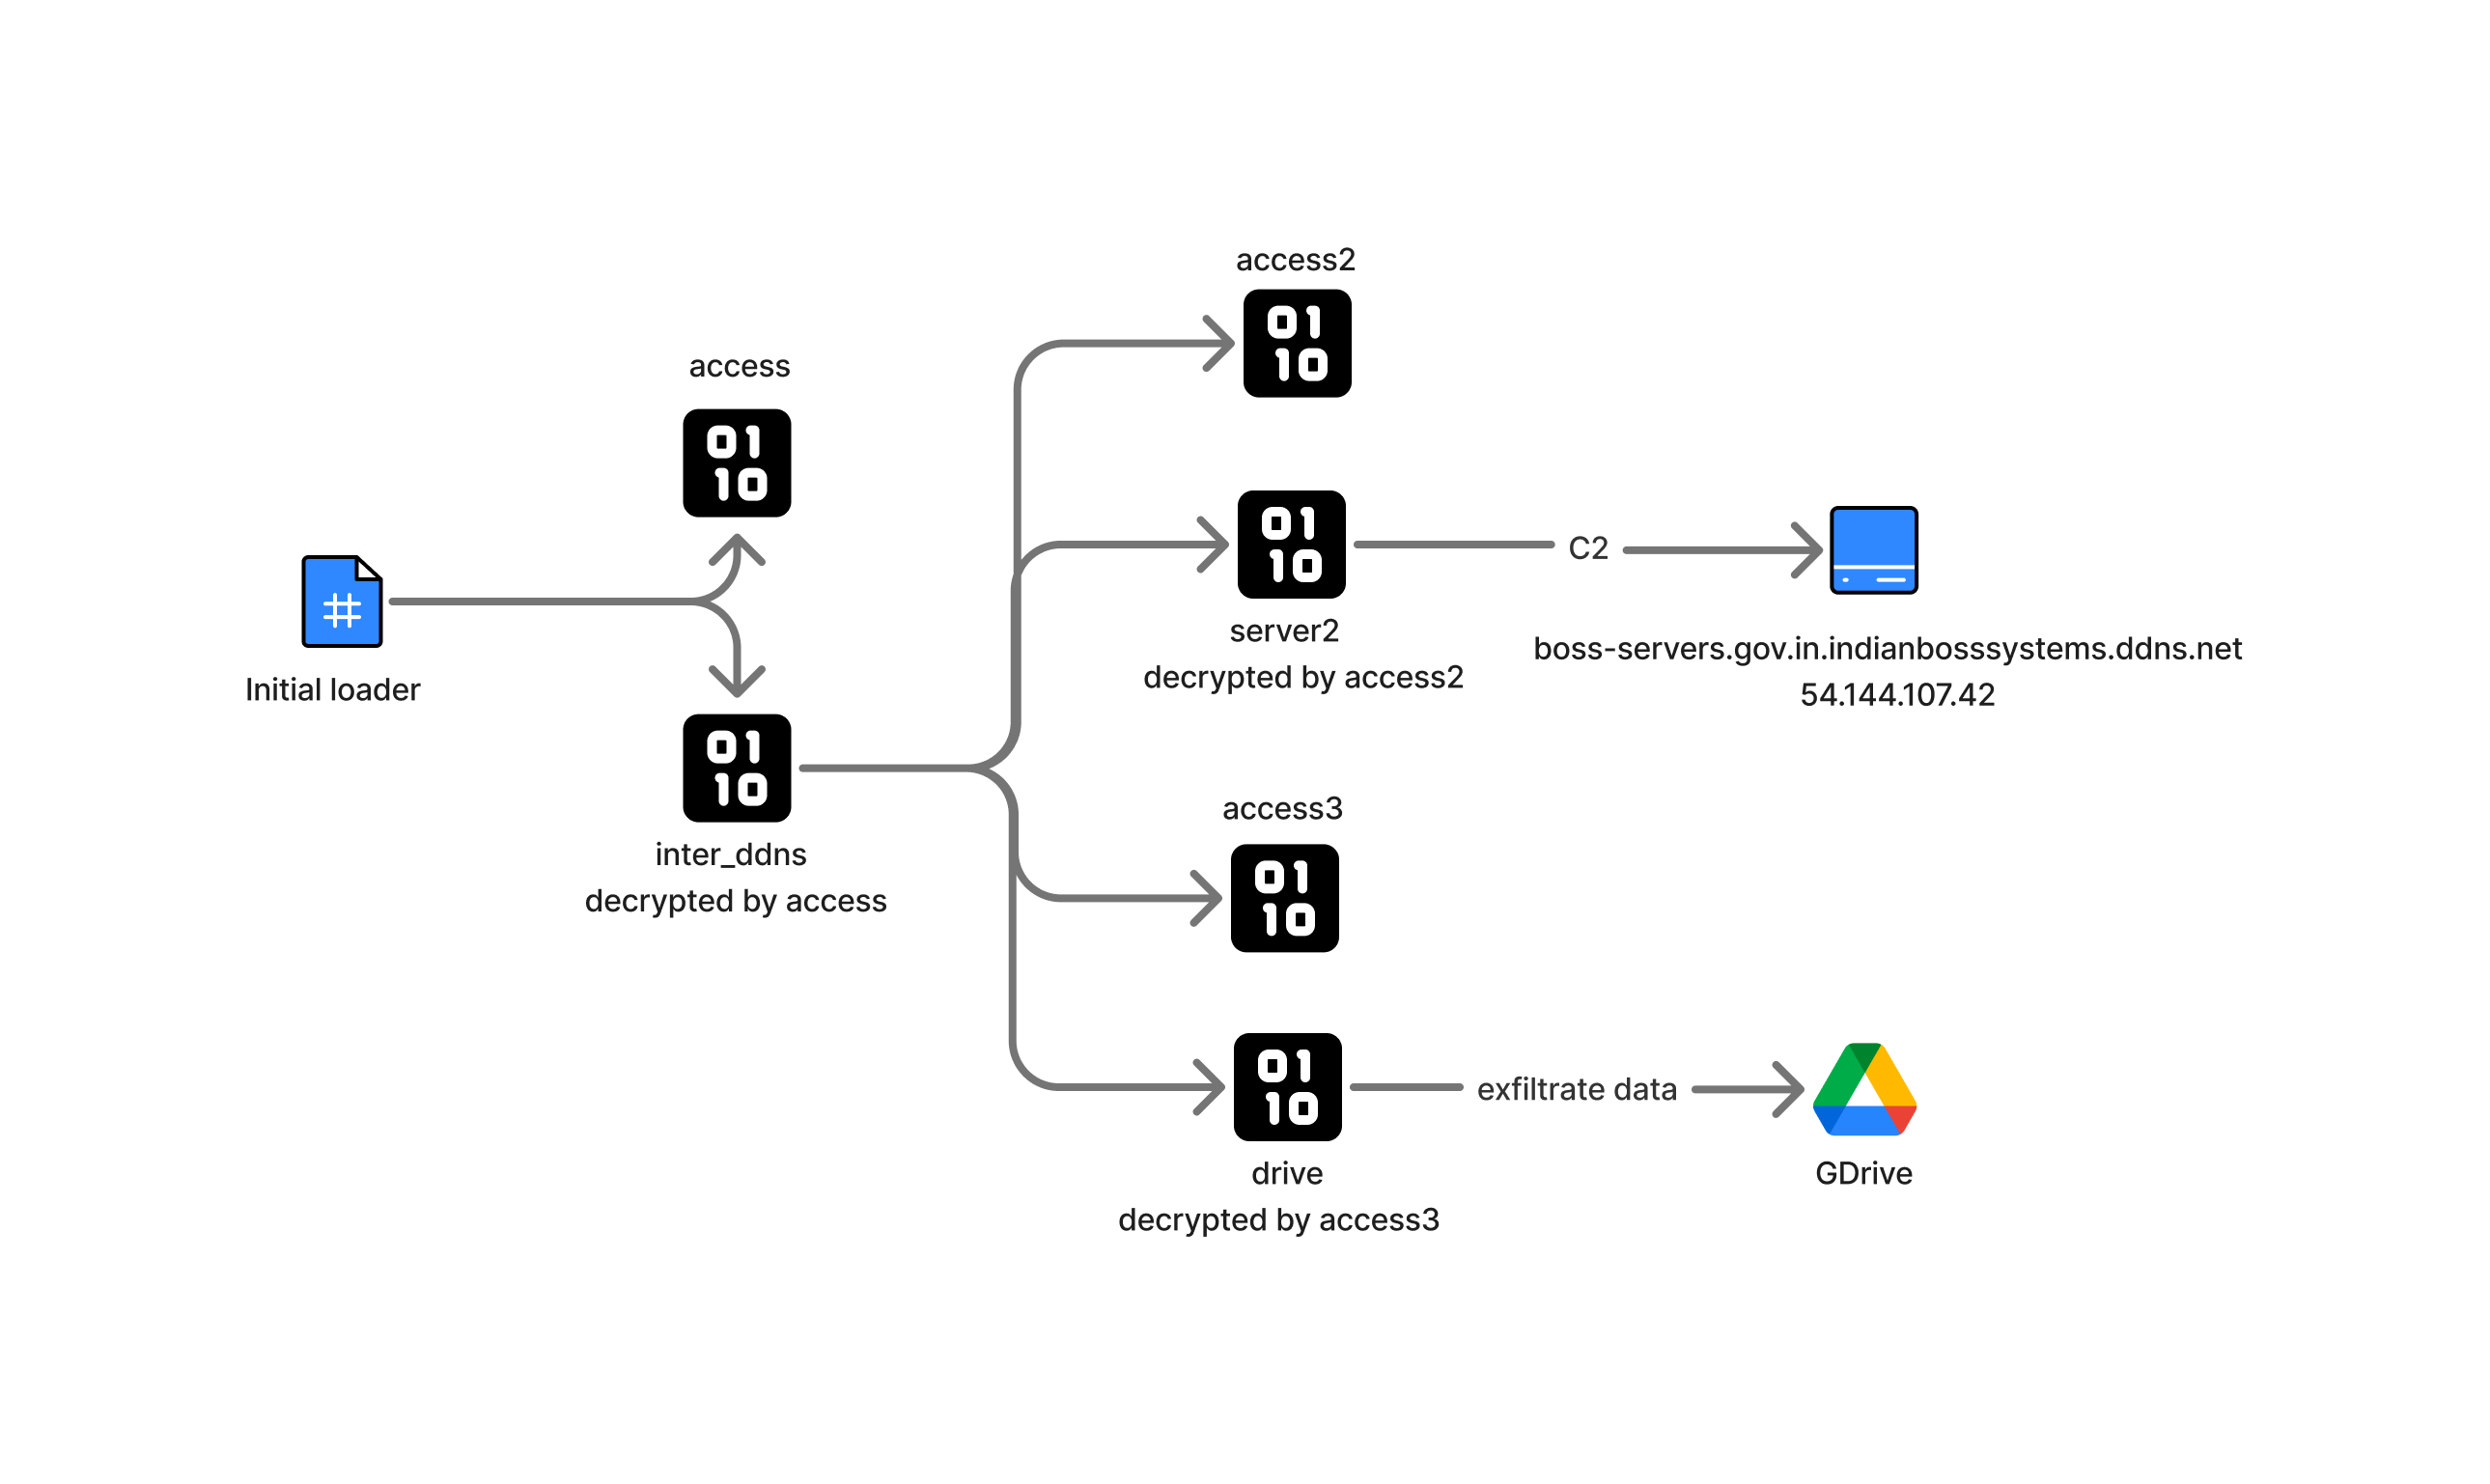 Initial loader
access
01
10
01
10
inter_ddns
decrypted by access
access2
01
10
01
10
server2
decrypted by access2
C2
boss-servers.gov.in.indianbosssystems.ddns.net
54.144.107.42
access3
01
10
01
10
drive
decrypted by access3
exfiltrate data
GDrive